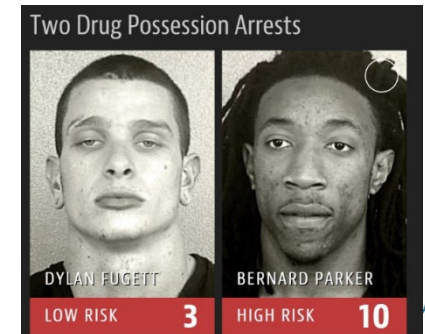 Two Drug Possession Arrests
DYLAN FUGETT
BERNARD PARKER
LOW RISK 3
HIGH RISK 10